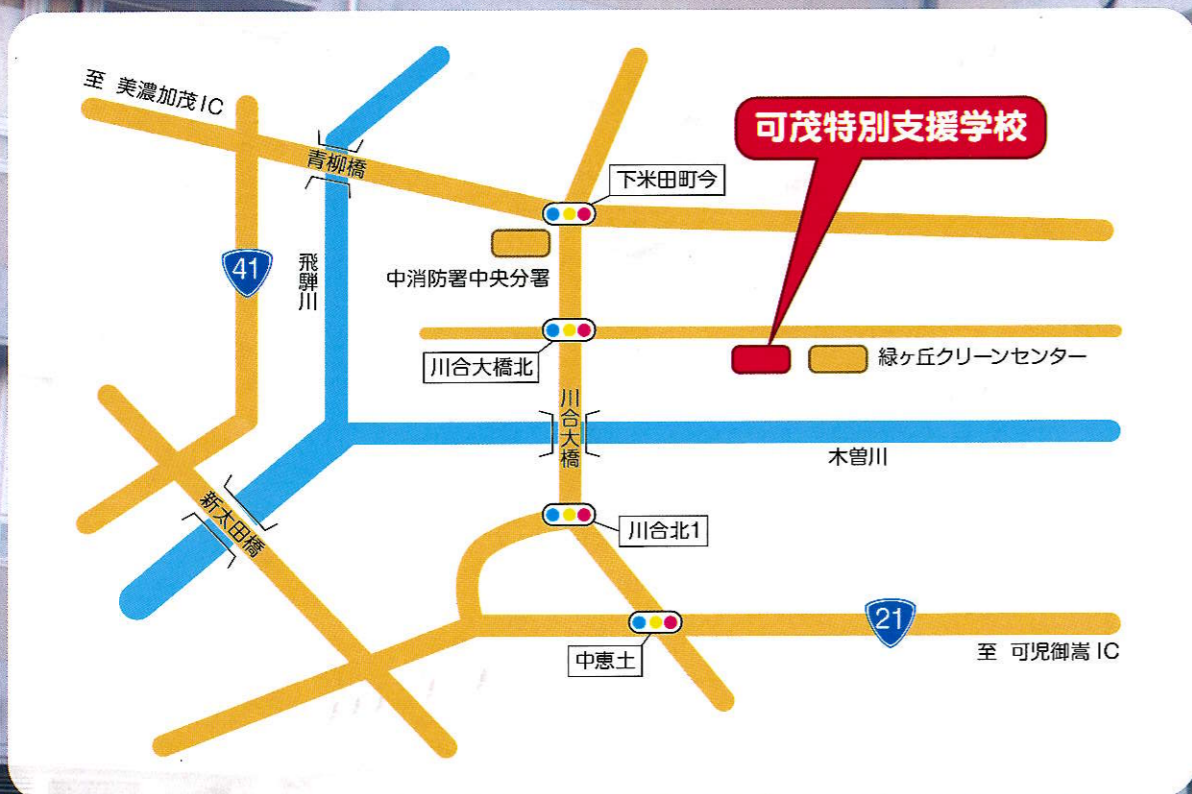 至 美濃加茂IC
青柳橋
可茂特別支援学校
下米田町今
41
飛騨川
中消防署中央分署
川合大橋北
緑ヶ丘クリーンセンター
川合大橋
木曽川
新太田橋
川合北1
21
中恵土
至 可児御嵩IC